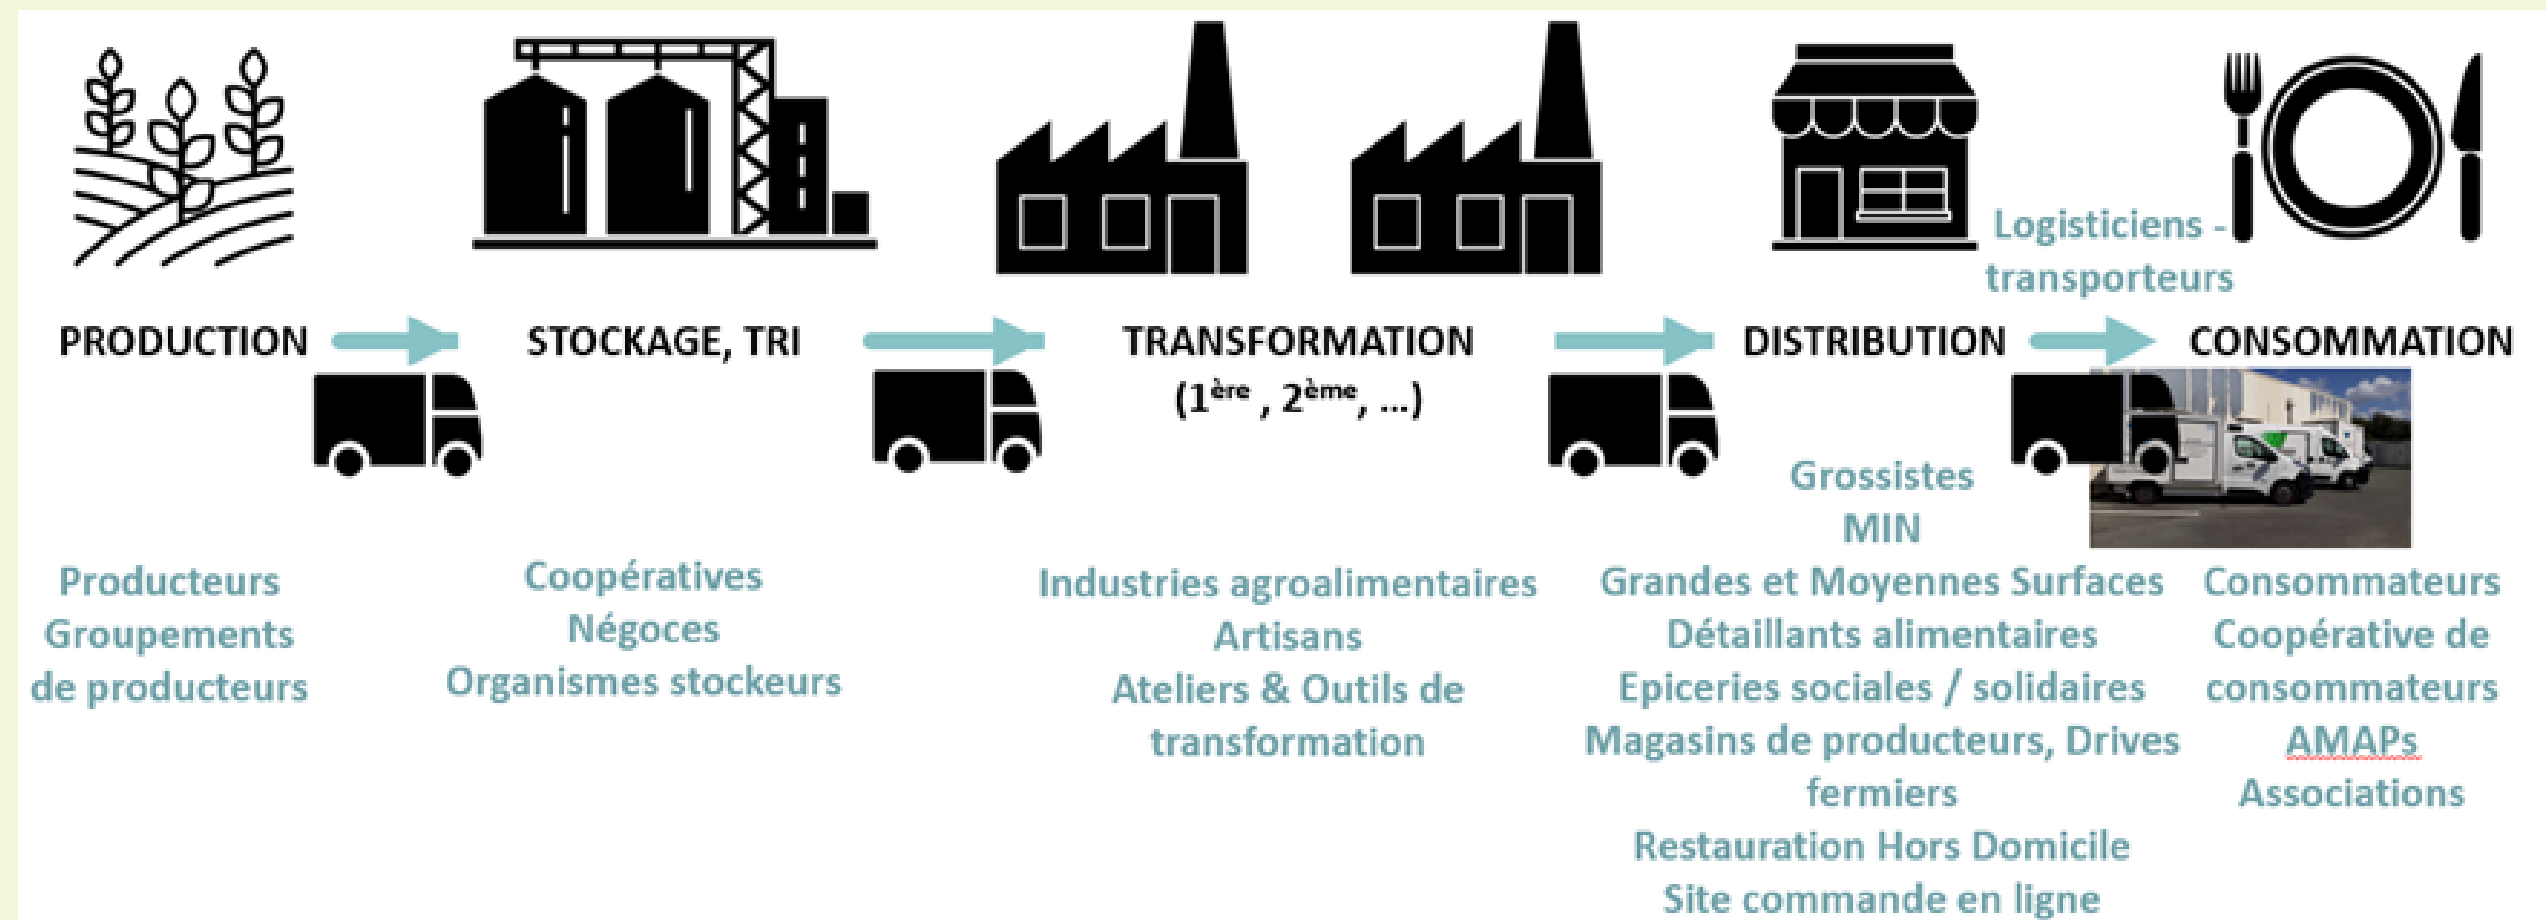 Logisticiens -
transporteurs
PRODUCTION
STOCKAGE, TRI
TRANSFORMATION
(1ère , 2ème, ...)
DISTRIBUTION
CONSOMMATION
Producteurs
Groupements
de producteurs
Coopératives
Négoces
Organismes stockeurs
Industries agroalimentaires
Artisans
Ateliers & Outils de
transformation
Grossistes
MIN
Grandes et Moyennes Surfaces
Détaillants alimentaires
Epiceries sociales / solidaires
Magasins de producteurs, Drives
fermiers
Restauration Hors Domicile
Site commande en ligne
Consommateurs
Coopérative de
consommateurs
AMAPs
Associations